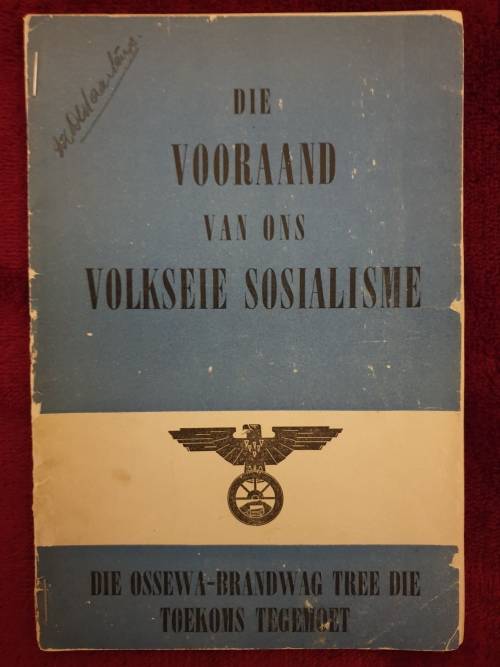 DIE
VOORAAND
VAN ONS
VOLKSEIE SOSIALISME
DIE OSSEWA-BRANDWAG TREE DIE
TOEKOMS TEGEMOET